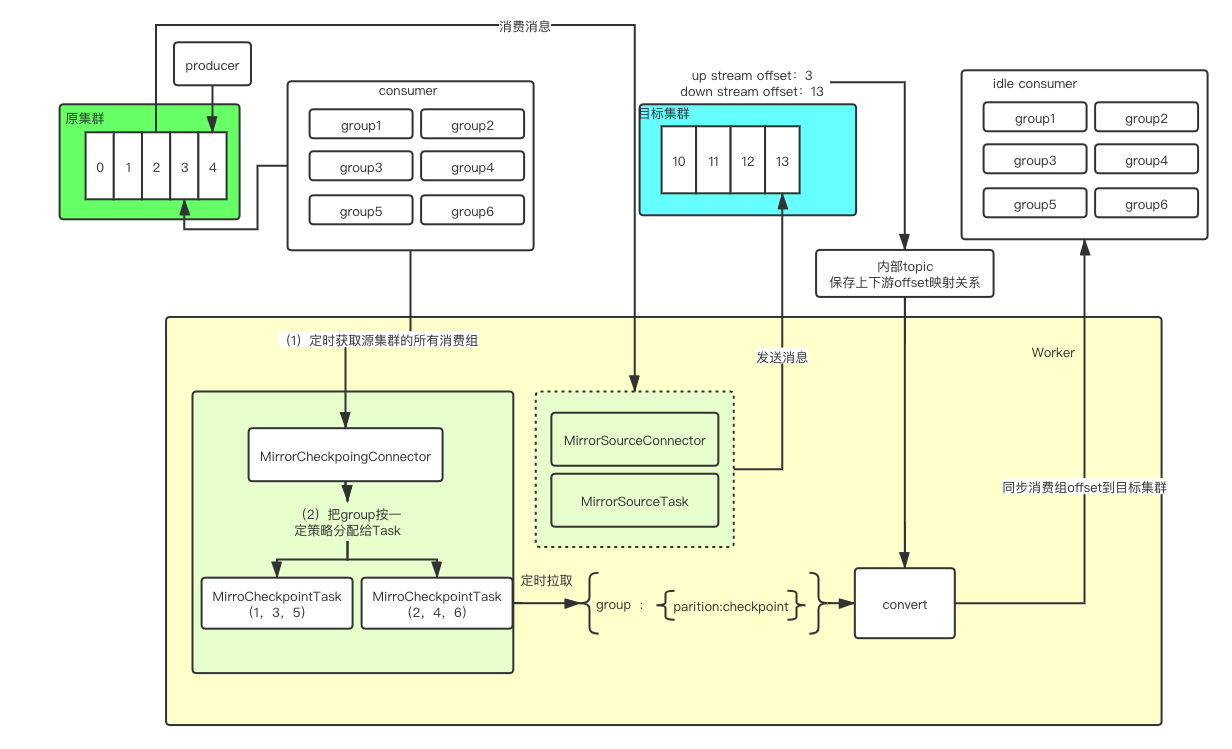 消费消息
producer
原集群
0 1 2 3 4
consumer
group1 group2
group3 group4
group5 group6
up stream offset：3
down stream offset：13
目标集群
10 11 12 13
idle consumer
group1 group2
group3 group4
group5 group6
内部topic
保存上下游offset映射关系
（1）定时获取源集群的所有消费组
发送消息
Worker
MirrorCheckpoingConnector
MirrorSourceConnector
MirrorSourceTask
（2）把group按一
定策略分配给Task
同步消费组offset到目标集群
MirroCheckpointTask
(1，3，5)
MirroCheckpointTask
(2，4，6)
定时拉取
group ： parition:checkpoint
convert